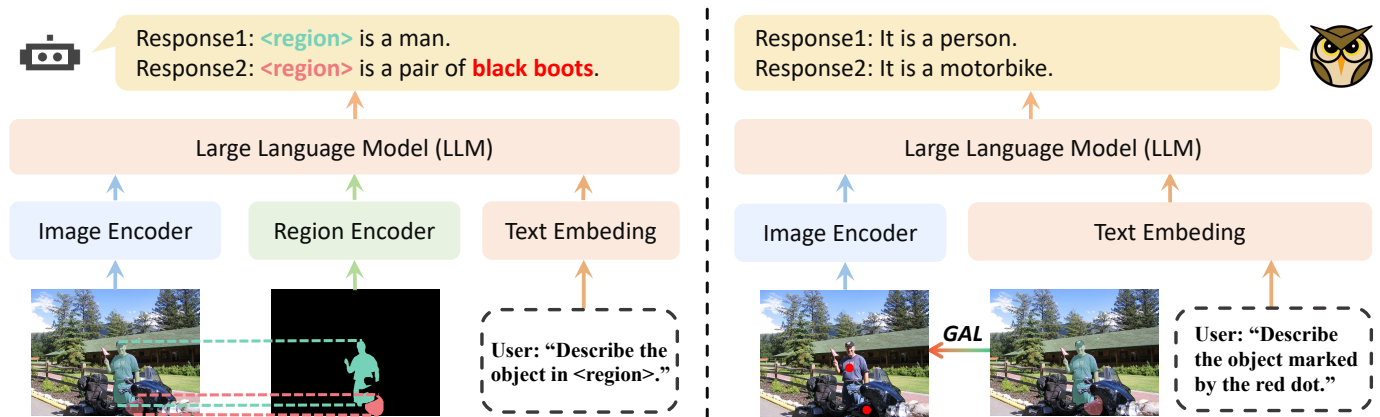 Response1: <region> is a man.
Response2: <region> is a pair of black boots.
Large Language Model (LLM)
Image Encoder
Region Encoder
Text Embeding
User: “Describe the
object in <region>.”
Response1: It is a person.
Response2: It is a motorbike.
Large Language Model (LLM)
Image Encoder
Text Embeding
GAL
User: “Describe
the object marked
by the red dot.”